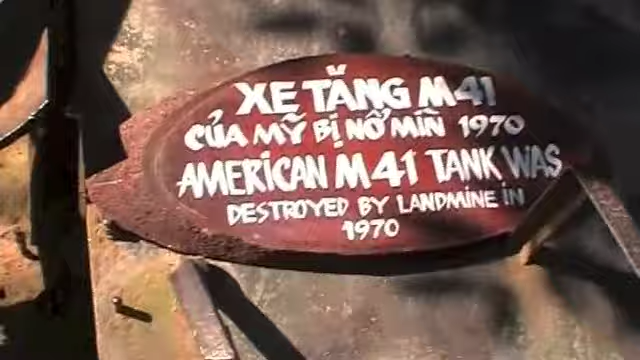 XE TĂNG M41
CỦA MỸ BỊ NỔ MÌN 1970
AMERICAN M41 TANK WAS
DESTROYED BY LANDMINE IN
1970